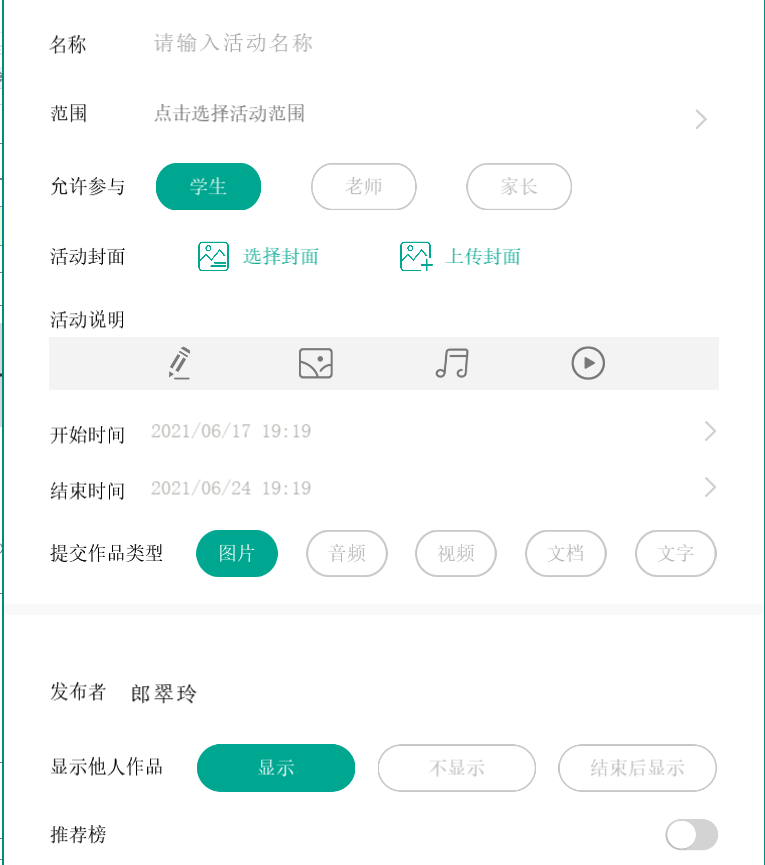 名称 请输入活动名称
范围 点击选择活动范围
允许参与 学生 老师 家长
活动封面 选择封面 上传封面
活动说明
开始时间 2021/06/17 19:19
结束时间 2021/06/24 19:19
提交作品类型 图片 音频 视频 文档 文字
发布者 郎翠玲
显示他人作品 显示 不显示 结束后显示
推荐榜